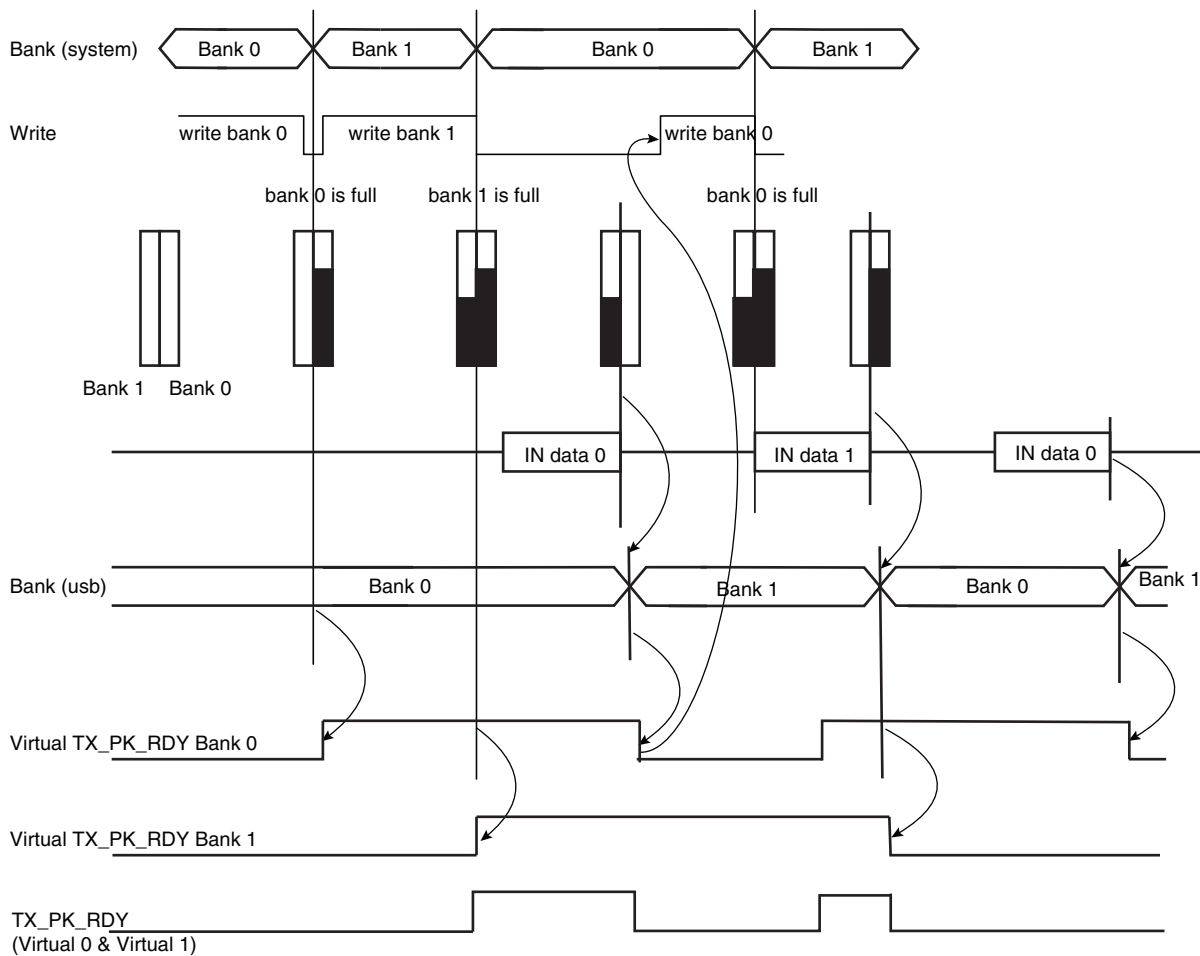 Bank (system) Bank 0 Bank 1 Bank 0 Bank 1
Write write bank 0 write bank 1 write bank 0
bank 0 is full bank 1 is full bank 0 is full
Bank 1 Bank 0
IN data 0 IN data 1 IN data 0
Bank (usb) Bank 0 Bank 1 Bank 0 Bank 1
Virtual TX_PK_RDY Bank 0
Virtual TX_PK_RDY Bank 1
TX_PK_RDY
(Virtual 0 & Virtual 1)